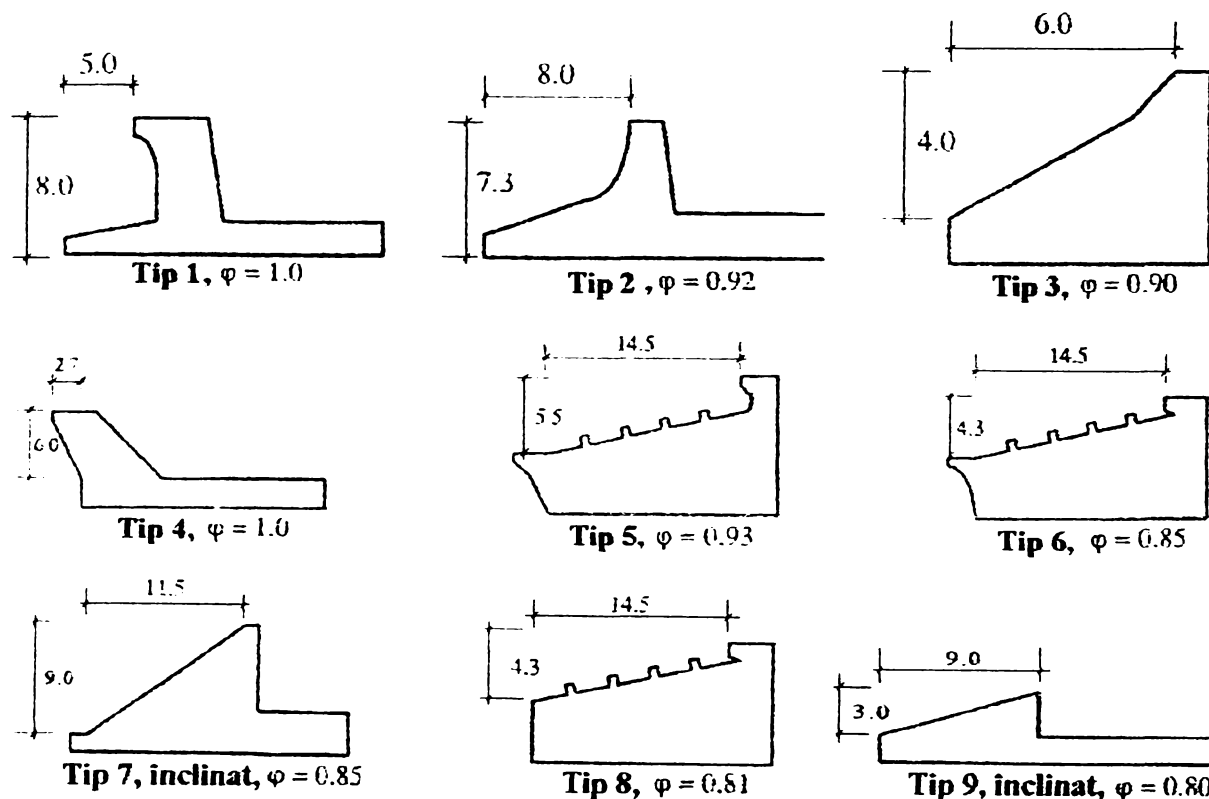 5.0
8.0
Tip 1, φ = 1.0
8.0
7.3
Tip 2 , φ = 0.92
6.0
4.0
Tip 3, φ = 0.90
6.0
Tip 4, φ = 1.0
14.5
5.5
Tip 5, φ = 0.93
14.5
4.3
Tip 6, φ = 0.85
11.5
9.0
Tip 7, inclinat, φ = 0.85
14.5
4.3
Tip 8, φ = 0.81
9.0
3.0
Tip 9, inclinat, φ = 0.80